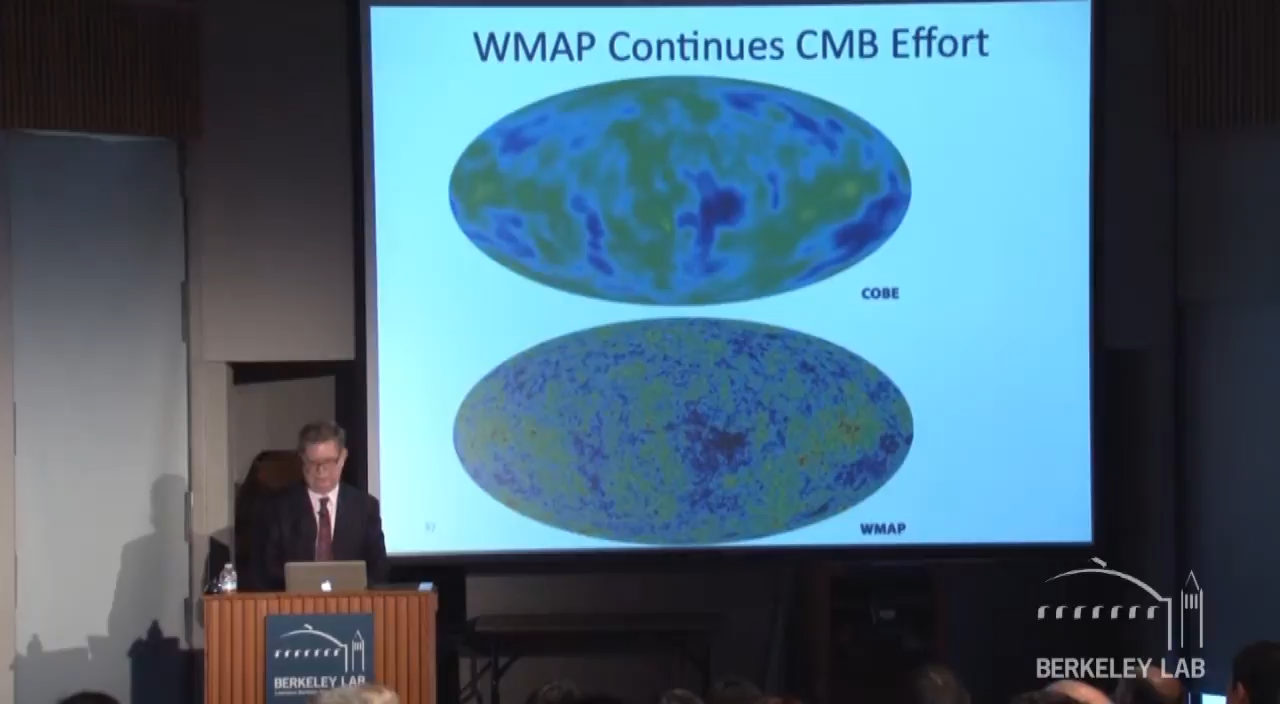 WMAP Continues CMB Effort
COBE
WMAP
BERKELEY LAB
BERKELEY LAB